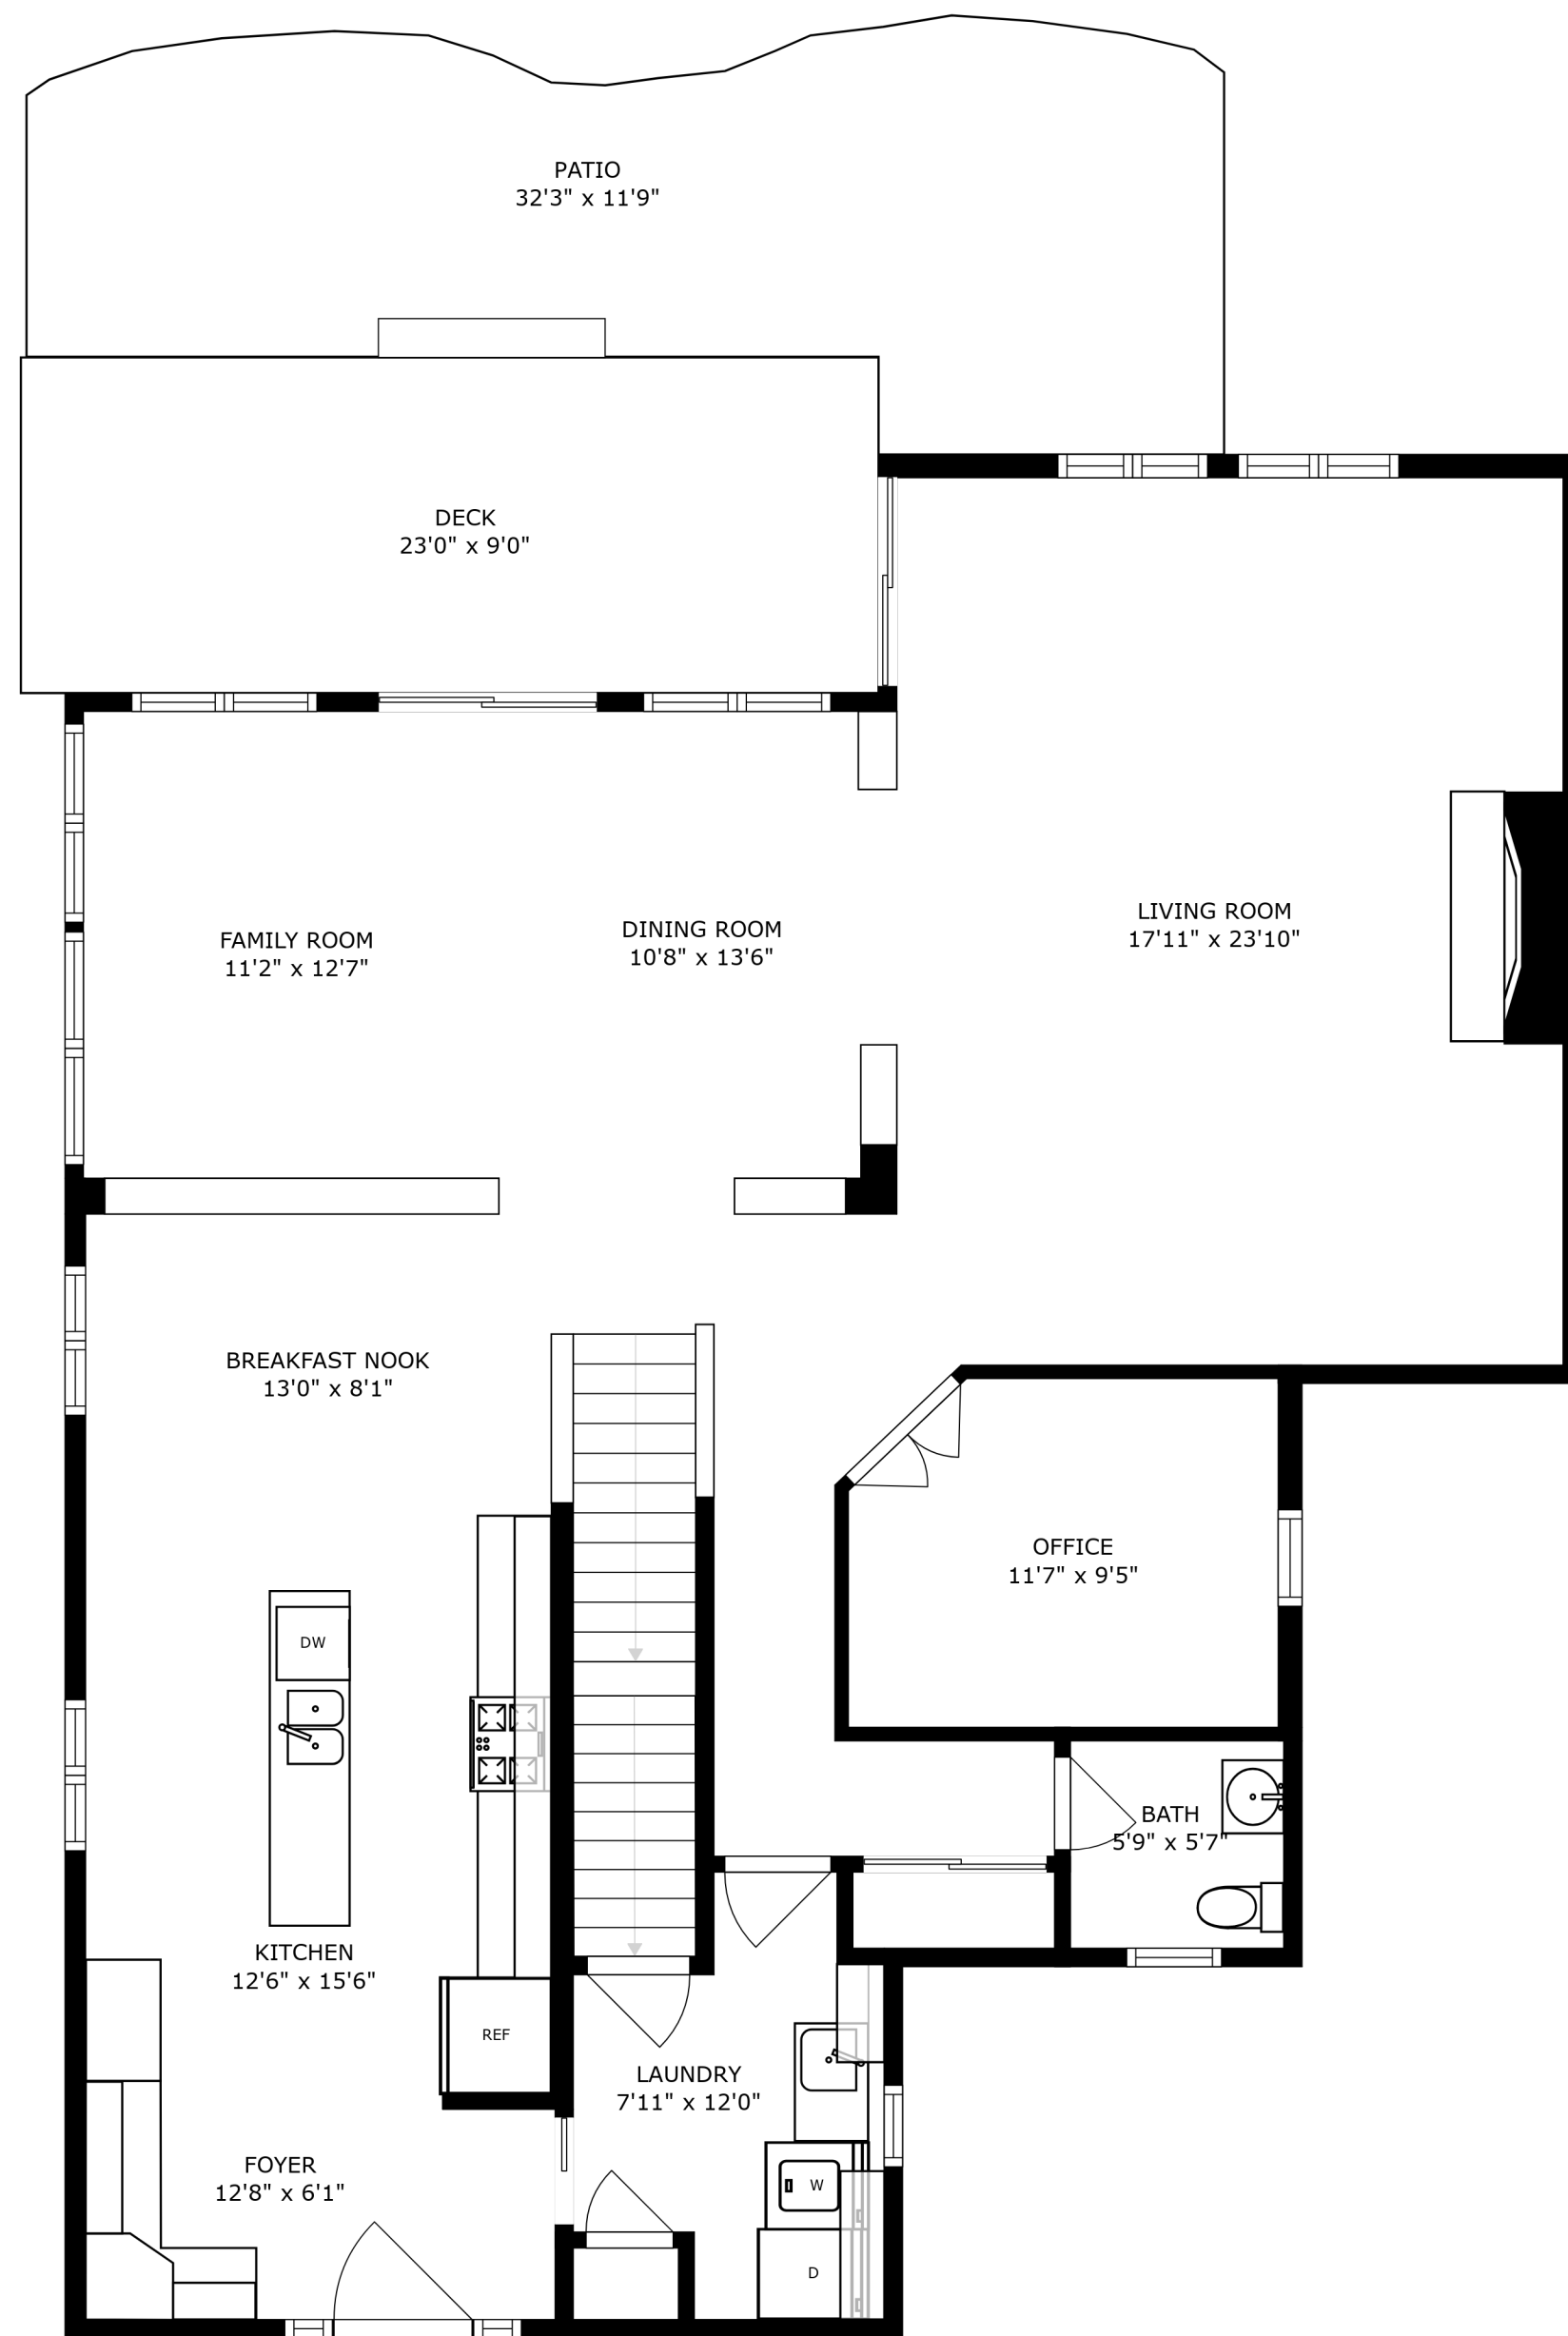 PATIO
32'3" x 11'9"
DECK
23'0" x 9'0"
LIVING ROOM
17'11" x 23'10"
DINING ROOM
10'8" x 13'6"
FAMILY ROOM
11'2" x 12'7"
BREAKFAST NOOK
13'0" x 8'1"
OFFICE
11'7" x 9'5"
DW
BATH
5'9" x 5'7"
KITCHEN
12'6" x 15'6"
REF
LAUNDRY
7'11" x 12'0"
FOYER
12'8" x 6'1"
W
D